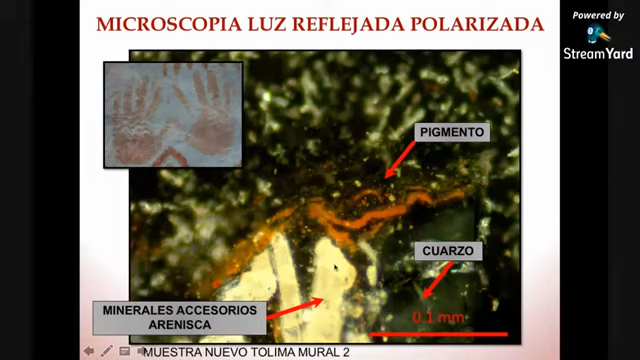 MICROSCOPIA LUZ REFLEJADA POLARIZADA
Powered by
StreamYard
PIGMENTO
CUARZO
MINERALES ACCESORIOS
ARENISCA
0.1 mm
MUESTRA NUEVO TOLIMA MURAL 2